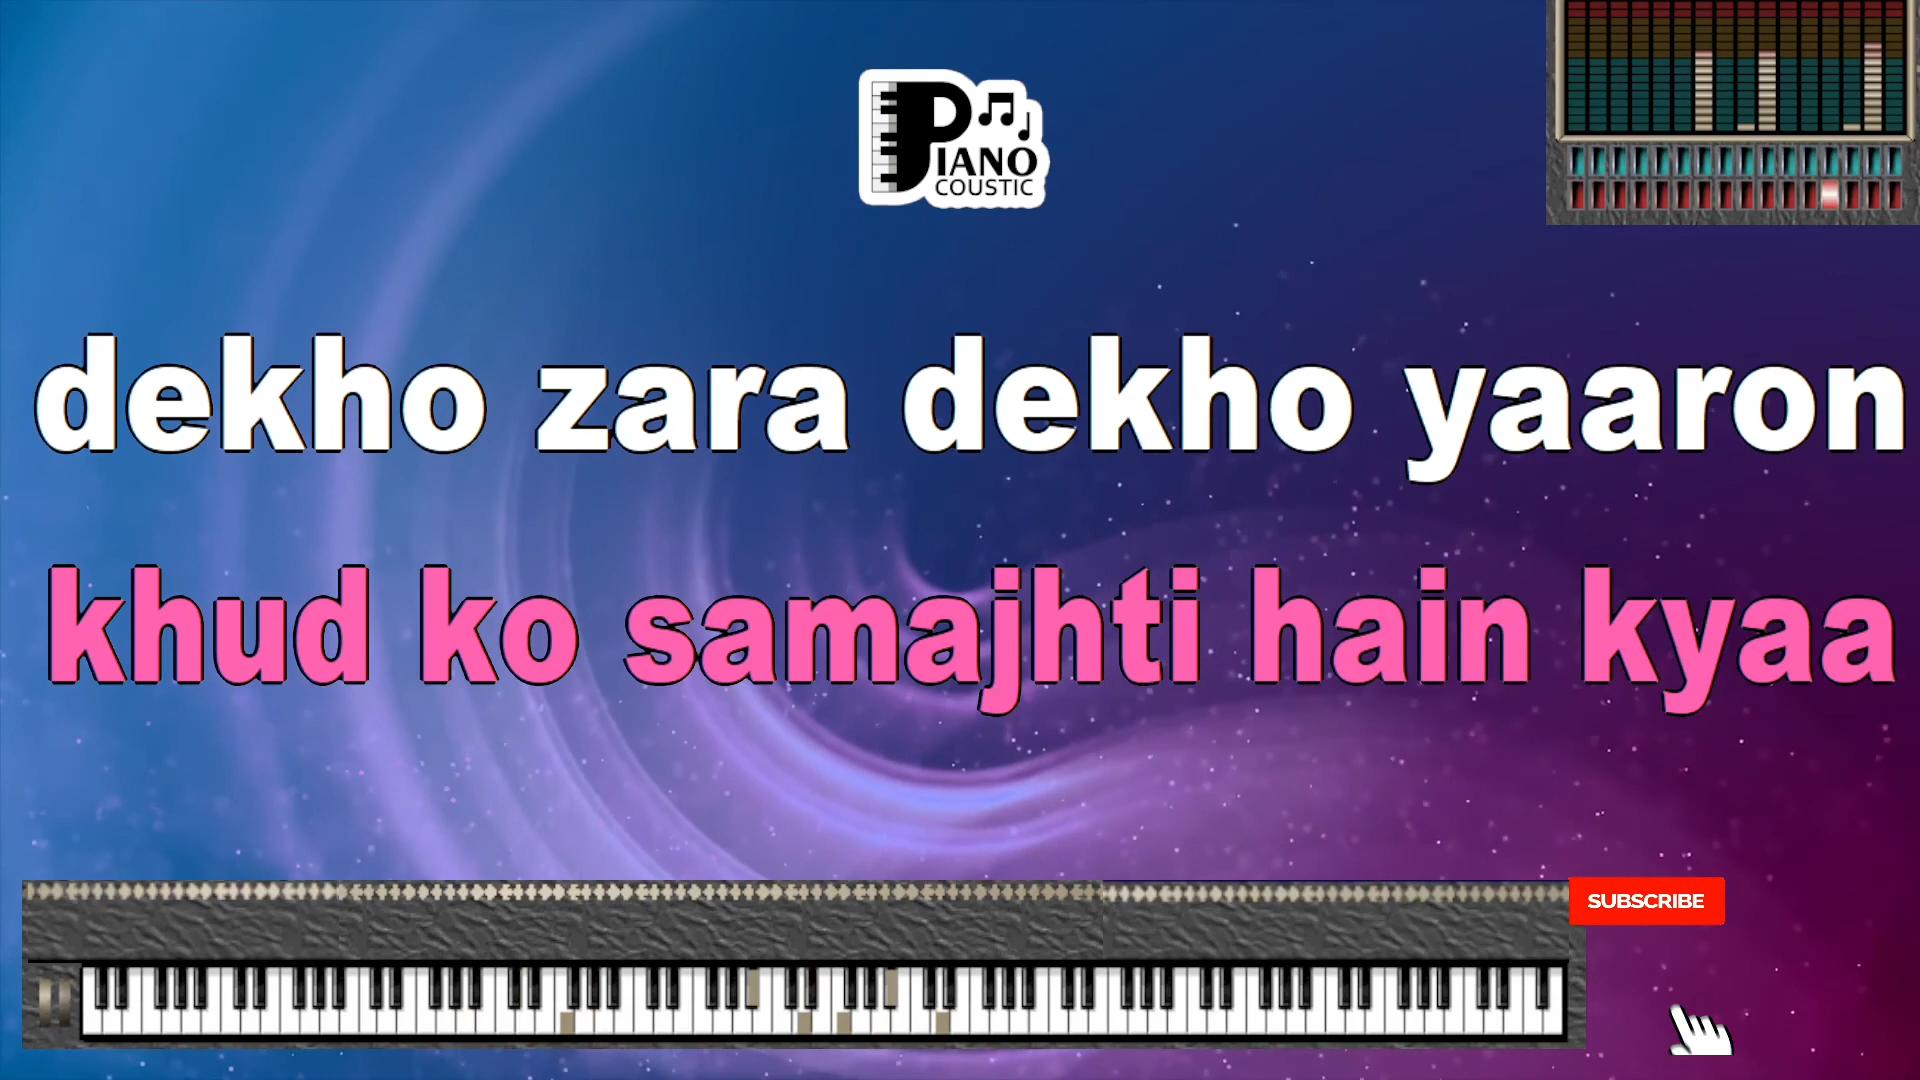 PIANO
COUSTIC
dekho zara dekho yaaron
khud ko samajhti hain kyaa
SUBSCRIBE